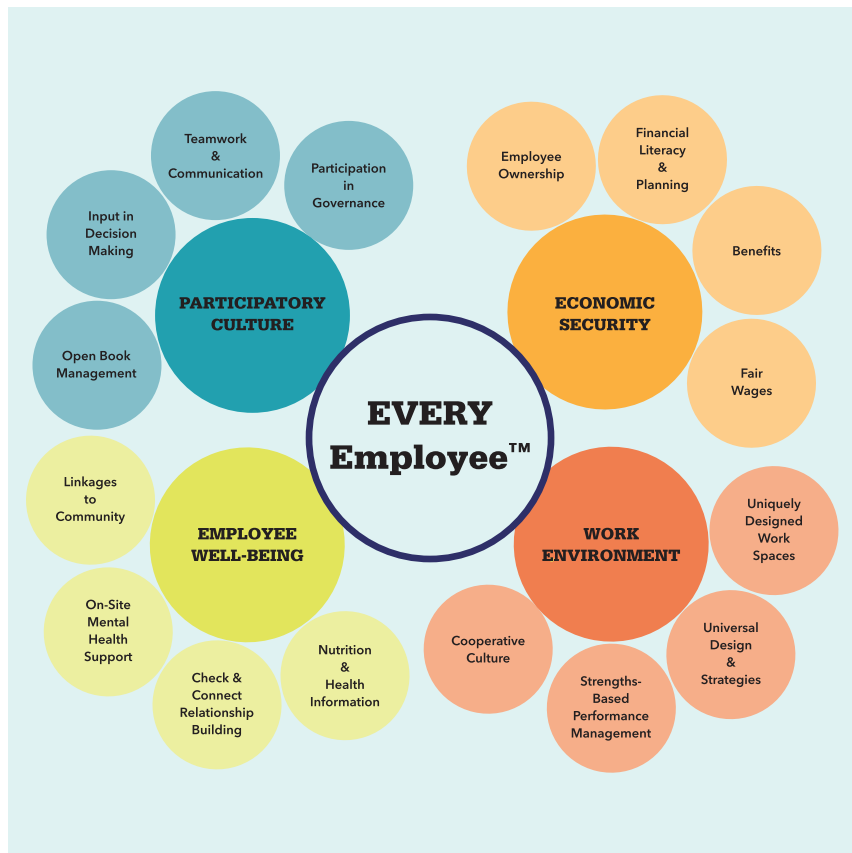 Teamwork
&
Communication
Participation
in
Governance
Input in
Decision
Making
Open Book
Management
PARTICIPATORY
CULTURE
Employee
Ownership
Financial
Literacy
&
Planning
Benefits
Fair
Wages
ECONOMIC
SECURITY
EVERY
Employee™
Linkages
to
Community
On-Site
Mental
Health
Support
Check &
Connect
Relationship
Building
Nutrition
&
Health
Information
EMPLOYEE
WELL-BEING
WORK
ENVIRONMENT
Uniquely
Designed
Work
Spaces
Universal
Design
&
Strategies
Strengths-
Based
Performance
Management
Cooperative
Culture